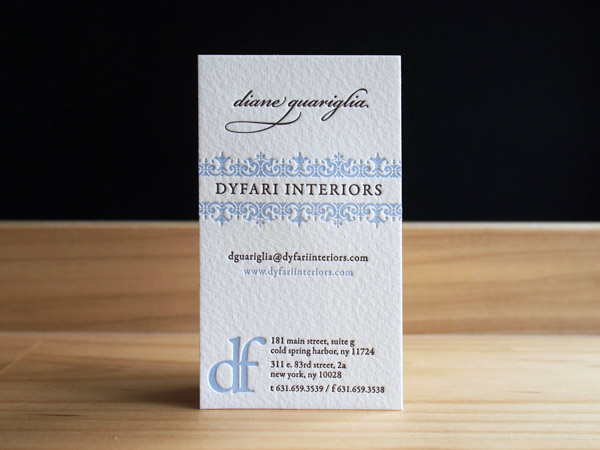 diane guariglia
DYFARI INTERIORS
dguariglia@dyfariinteriors.com
www.dyfariinteriors.com
df
181 main street, suite g
cold spring harbor, ny 11724
311 e. 83rd street, 2a
new york, ny 10028
t 631.659.3539 / f 631.659.3538